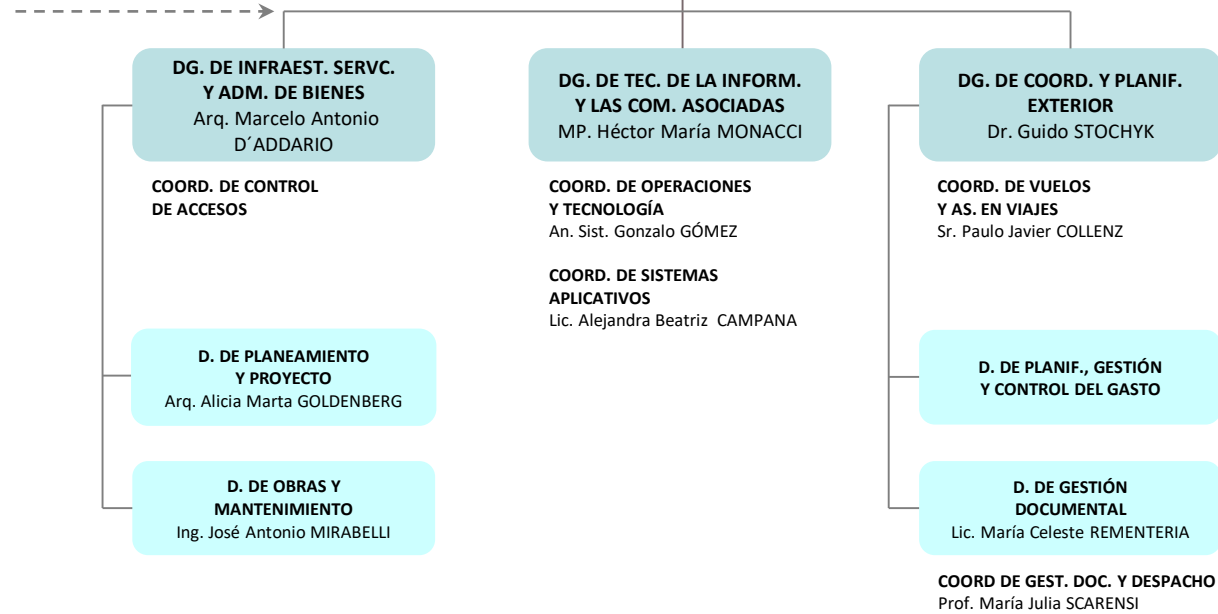 DG. DE INFRAEST. SERVC.
Y ADM. DE BIENES
Arq. Marcelo Antonio
D´ADDARIO
COORD. DE CONTROL
DE ACCESOS
D. DE PLANEAMIENTO
Y PROYECTO
Arq. Alicia Marta GOLDENBERG
D. DE OBRAS Y
MANTENIMIENTO
Ing. José Antonio MIRABELLI
DG. DE TEC. DE LA INFORM.
Y LAS COM. ASOCIADAS
MP. Héctor María MONACCI
COORD. DE OPERACIONES
Y TECNOLOGÍA
An. Sist. Gonzalo GÓMEZ
COORD. DE SISTEMAS
APLICATIVOS
Lic. Alejandra Beatriz CAMPANA
DG. DE COORD. Y PLANIF.
EXTERIOR
Dr. Guido STOCHYK
COORD. DE VUELOS
Y AS. EN VIAJES
Sr. Paulo Javier COLLENZ
D. DE PLANIF., GESTIÓN
Y CONTROL DEL GASTO
D. DE GESTIÓN
DOCUMENTAL
Lic. María Celeste REMENTERIA
COORD DE GEST. DOC. Y DESPACHO
Prof. María Julia SCARENSI